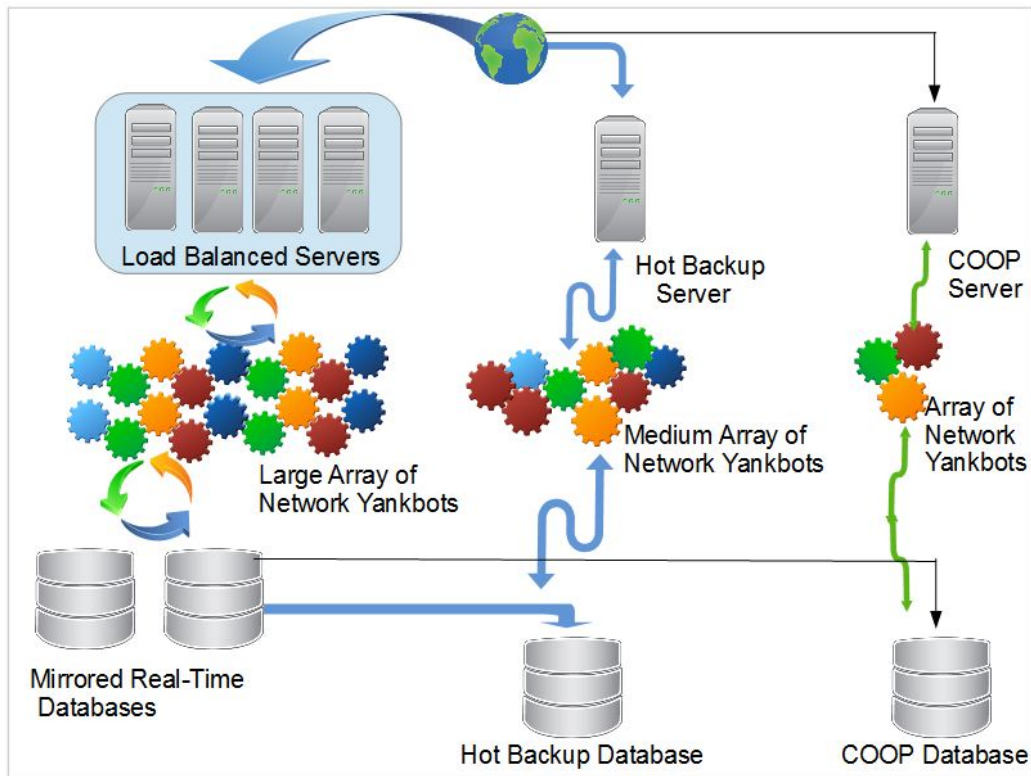 Load Balanced Servers
Hot Backup
Server
COOP
Server
Large Array of
Network Yankbots
Medium Array of
Network Yankbots
Array of
Network
Yankbots
Mirrored Real-Time
Databases
Hot Backup Database
COOP Database